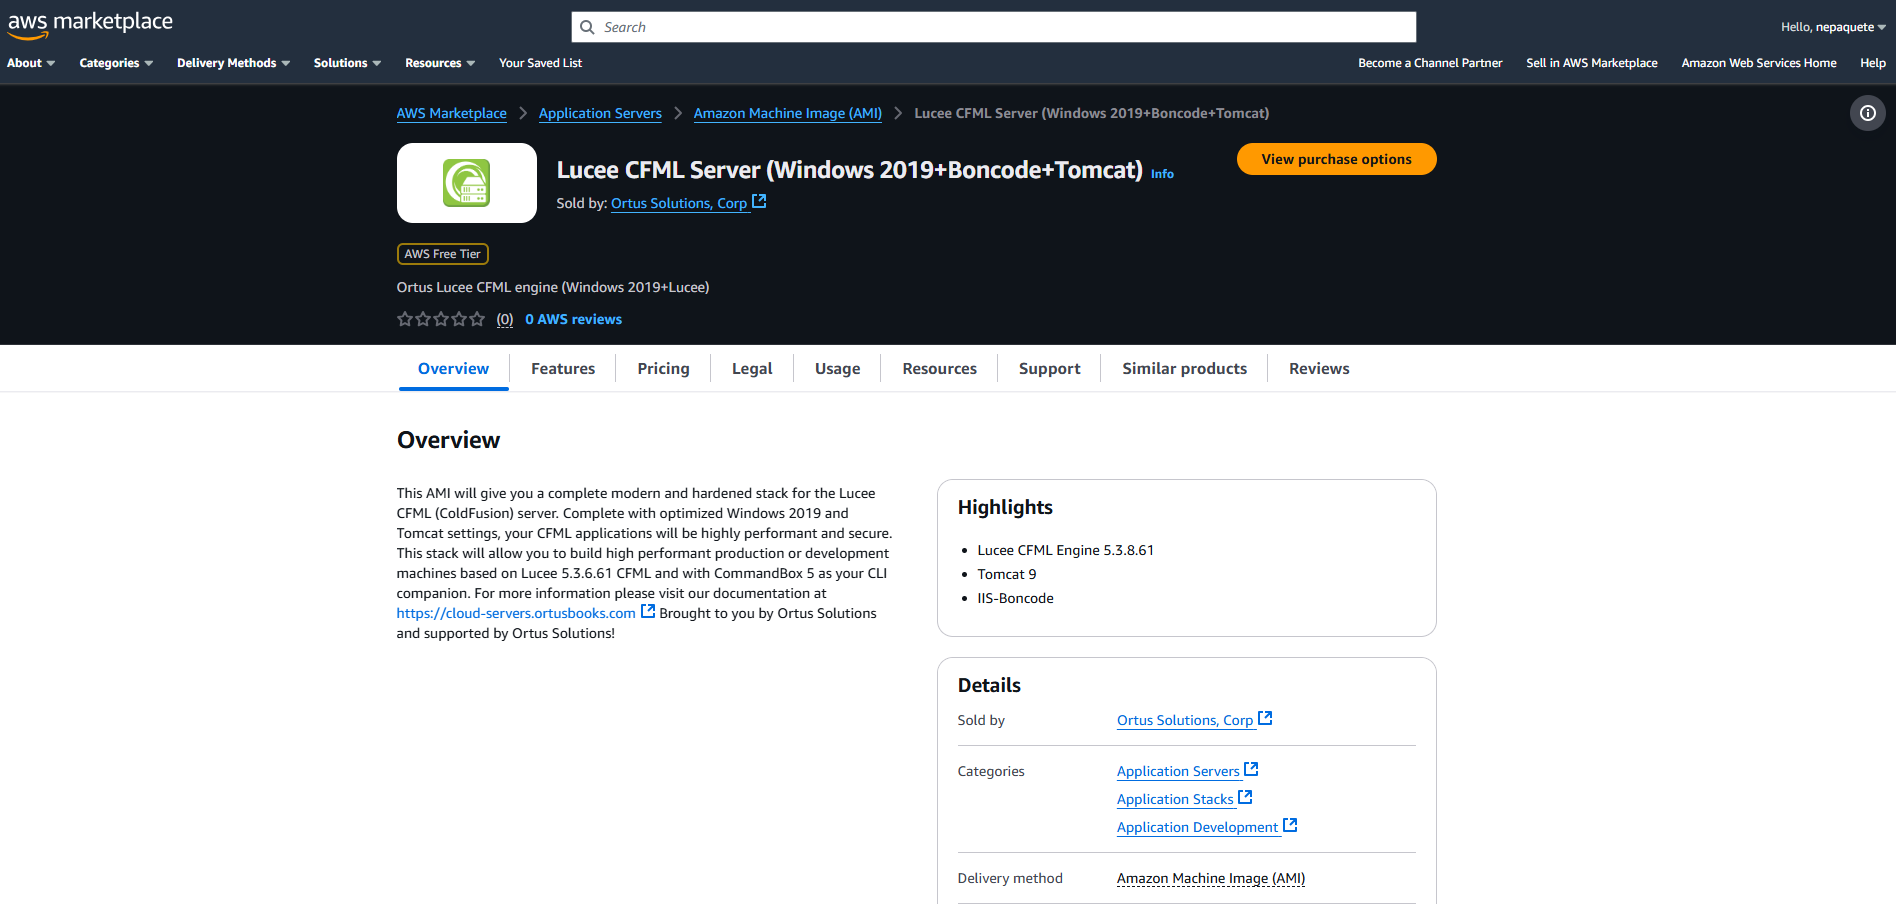 aws marketplace
Search
Hello, nepaquete
About
Categories
Delivery Methods
Solutions
Resources
Your Saved List
Become a Channel Partner
Sell in AWS Marketplace
Amazon Web Services Home
Help
AWS Marketplace
Application Servers
Amazon Machine Image (AMI)
Lucee CFML Server (Windows 2019+Boncode+Tomcat)
Lucee CFML Server (Windows 2019+Boncode+Tomcat) Info
View purchase options
Sold by: Ortus Solutions, Corp
AWS Free Tier
Ortus Lucee CFML engine (Windows 2019+Lucee)
(0) 0 AWS reviews
Overview
Features
Pricing
Legal
Usage
Resources
Support
Similar products
Reviews
Overview
This AMI will give you a complete modern and hardened stack for the Lucee
CFML (ColdFusion) server. Complete with optimized Windows 2019 and
Tomcat settings, your CFML applications will be highly performant and secure.
This stack will allow you to build high performant production or development
machines based on Lucee 5.3.6.61 CFML and with CommandBox 5 as your CLI
companion. For more information please visit our documentation at
https://cloud-servers.ortusbooks.com Brought to you by Ortus Solutions
and supported by Ortus Solutions!
Highlights
• Lucee CFML Engine 5.3.8.61
• Tomcat 9
• IIS-Boncode
Details
Sold by
Ortus Solutions, Corp
Categories
Application Servers
Application Stacks
Application Development
Delivery method
Amazon Machine Image (AMI)